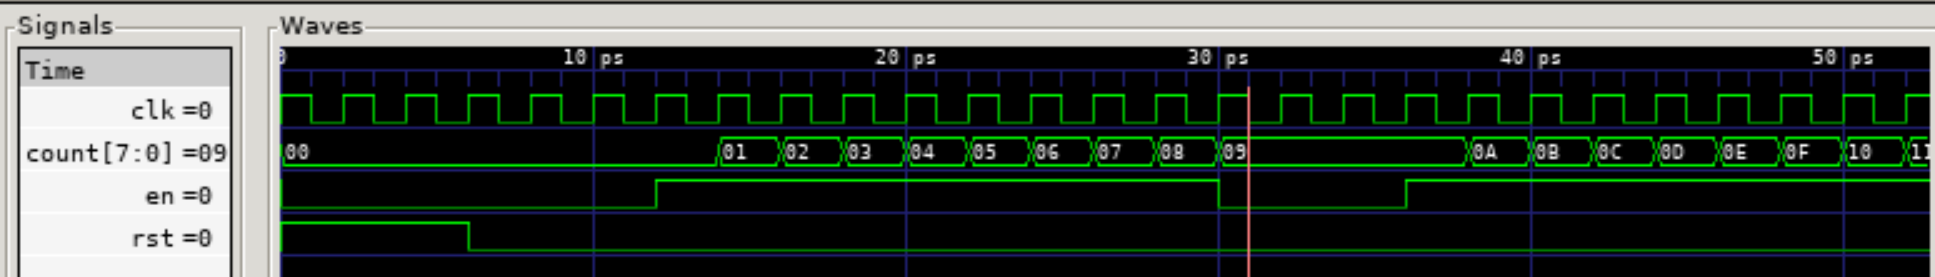 Signals Waves
Time 0 10 ps 20 ps 30 ps 40 ps 50 ps
clk =0
count[7:0] =09 00 01 02 03 04 05 06 07 08 09 0A 0B 0C 0D 0E 0F 10 11
en =0
rst =0